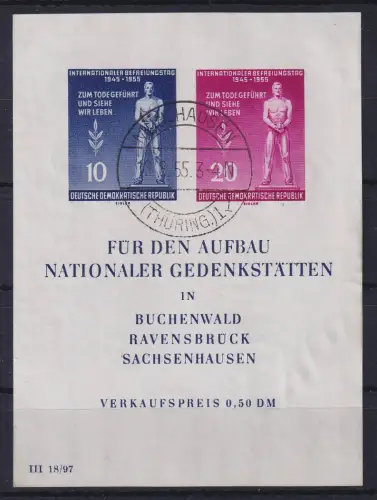 INTERNATIONALER BEFREIUNGSTAG
1945-1955
ZUM TODE GEFÜHRT
UND SIEHE
WIR LEBEN
10
DEUTSCHE DEMOKRATISCHE REPUBLIK
EIGLER
INTERNATIONALER BEFREIUNGSTAG
1945-1955
ZUM TODE GEFÜHRT
UND SIEHE
WIR LEBEN
20
DEUTSCHE DEMOKRATISCHE REPUBLIK
EIGLER
(THÜRING.)
FÜR DEN AUFBAU
NATIONALER GEDENKSTÄTTEN
IN
BUCHENWALD
RAVENSBRÜCK
SACHSENHAUSEN
VERKAUFSPREIS 0,50 DM
III 18/97